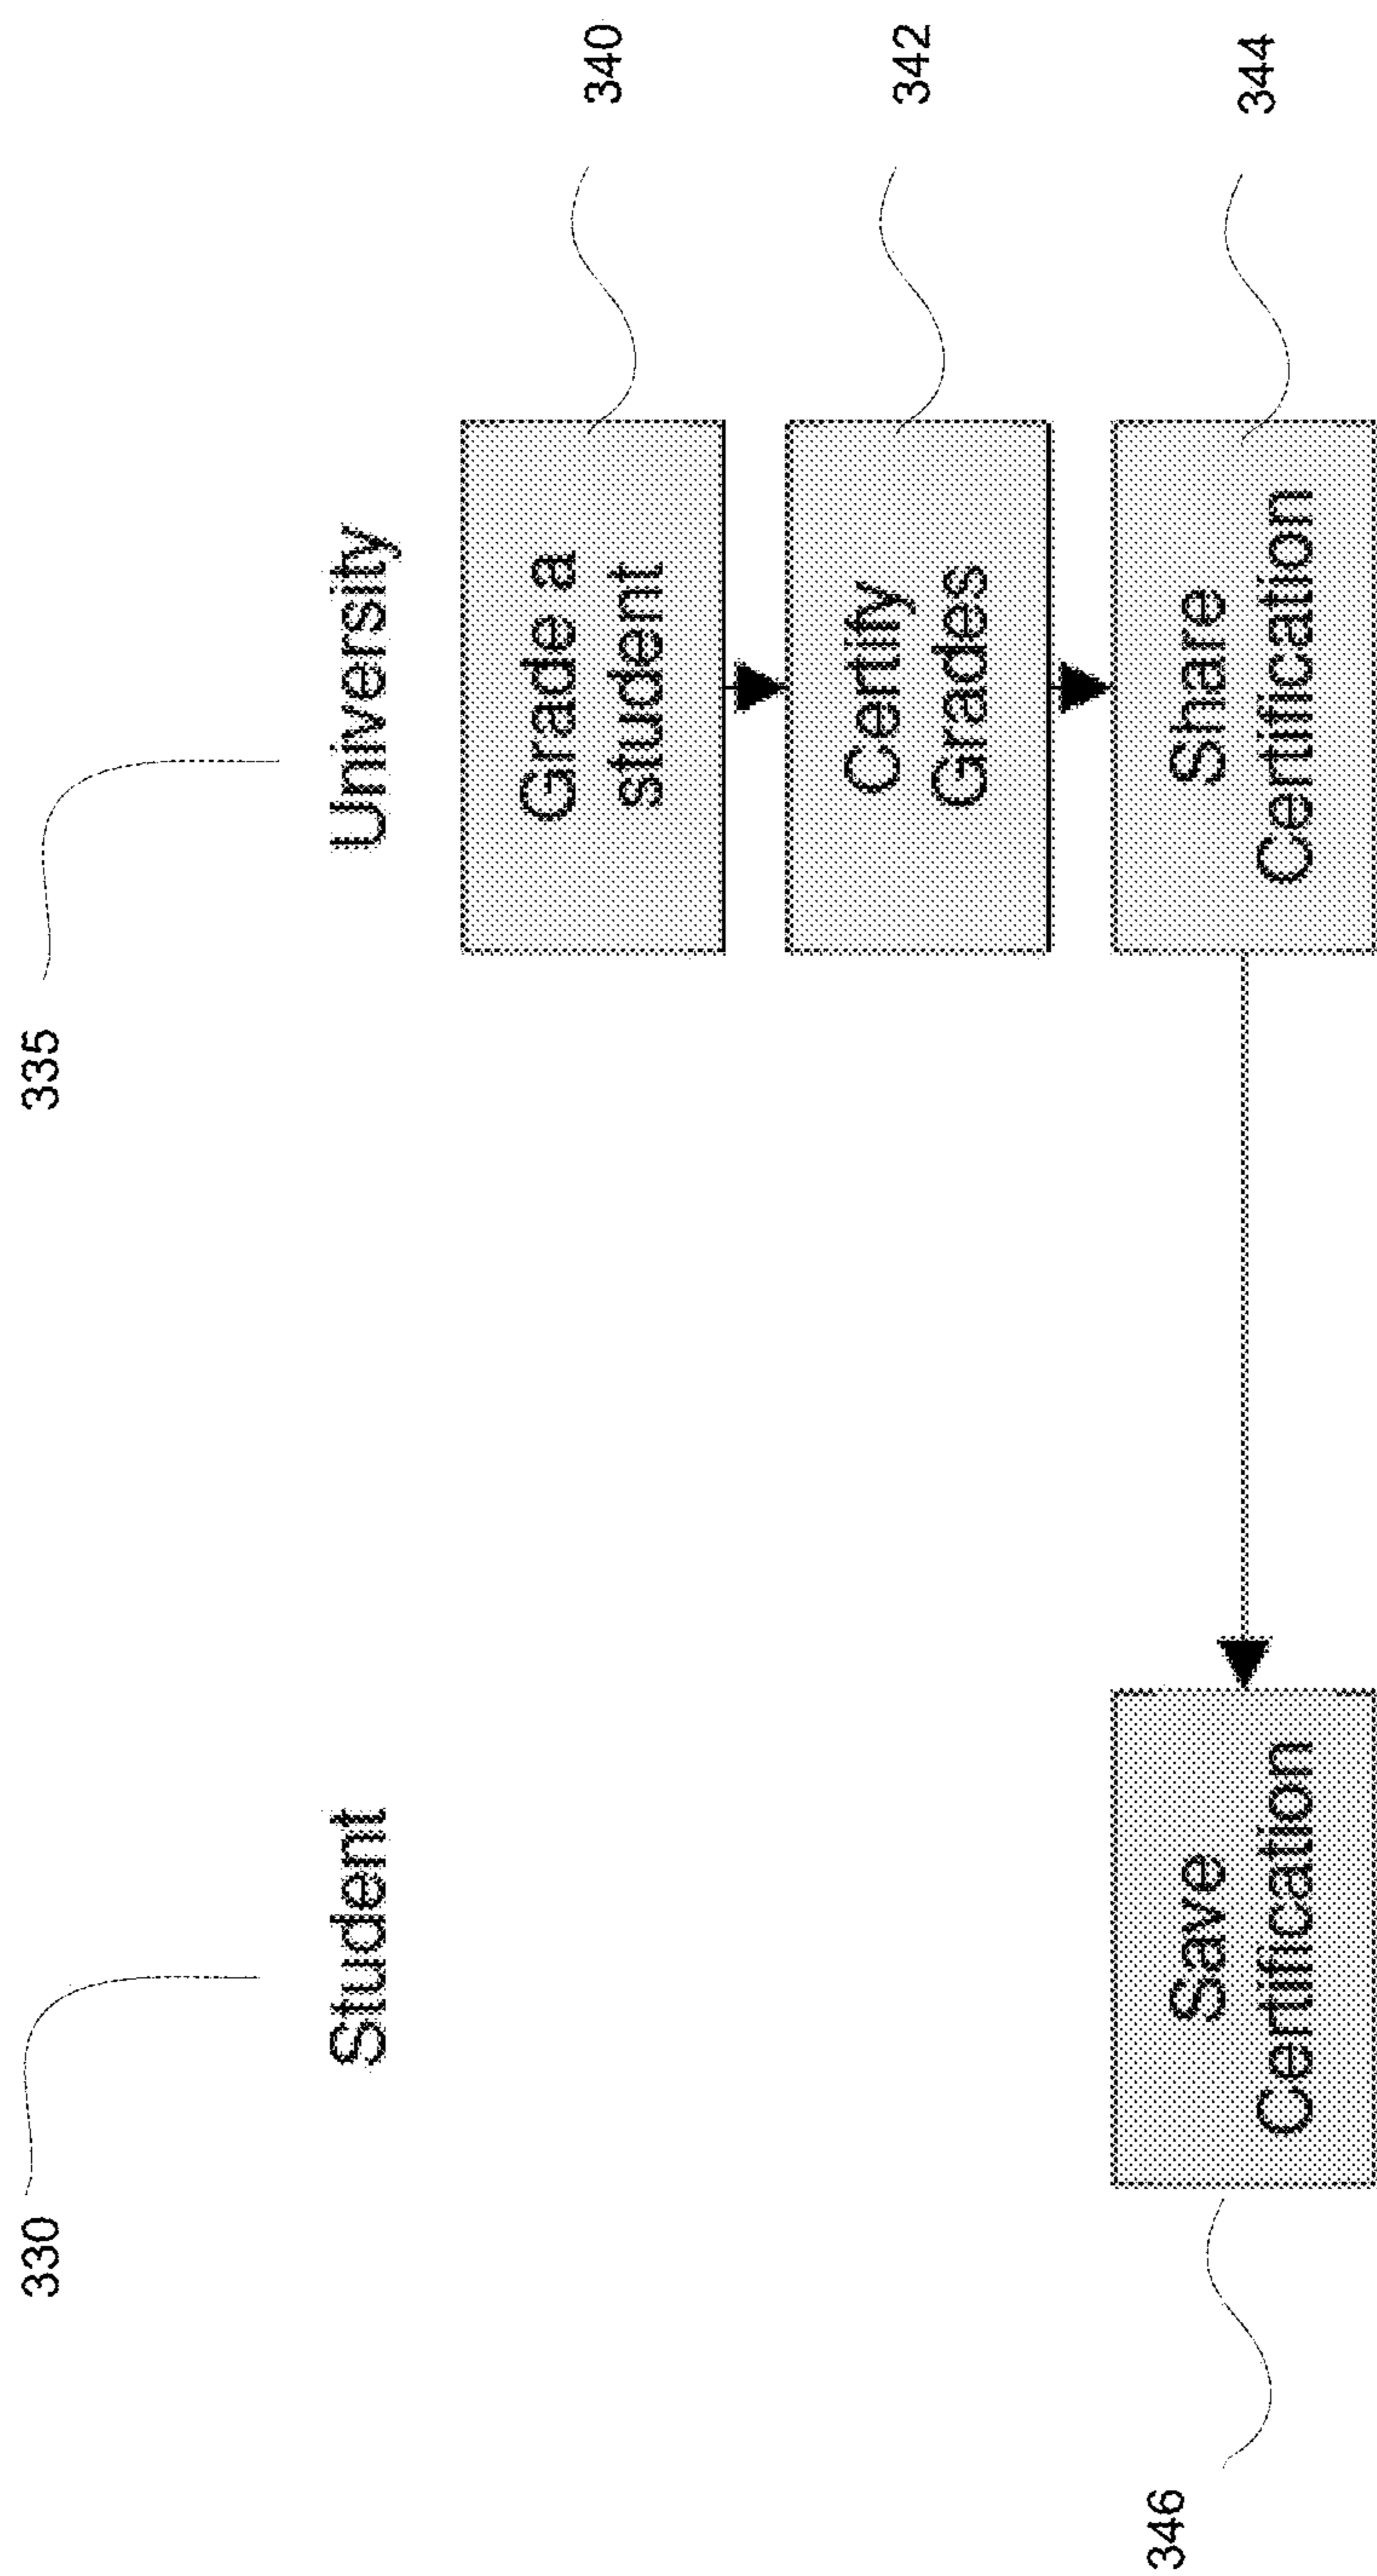 330
335
Student
University
Grade a
student
340
Certify
Grades
342
Save
Certification
Share
Certification
344
346